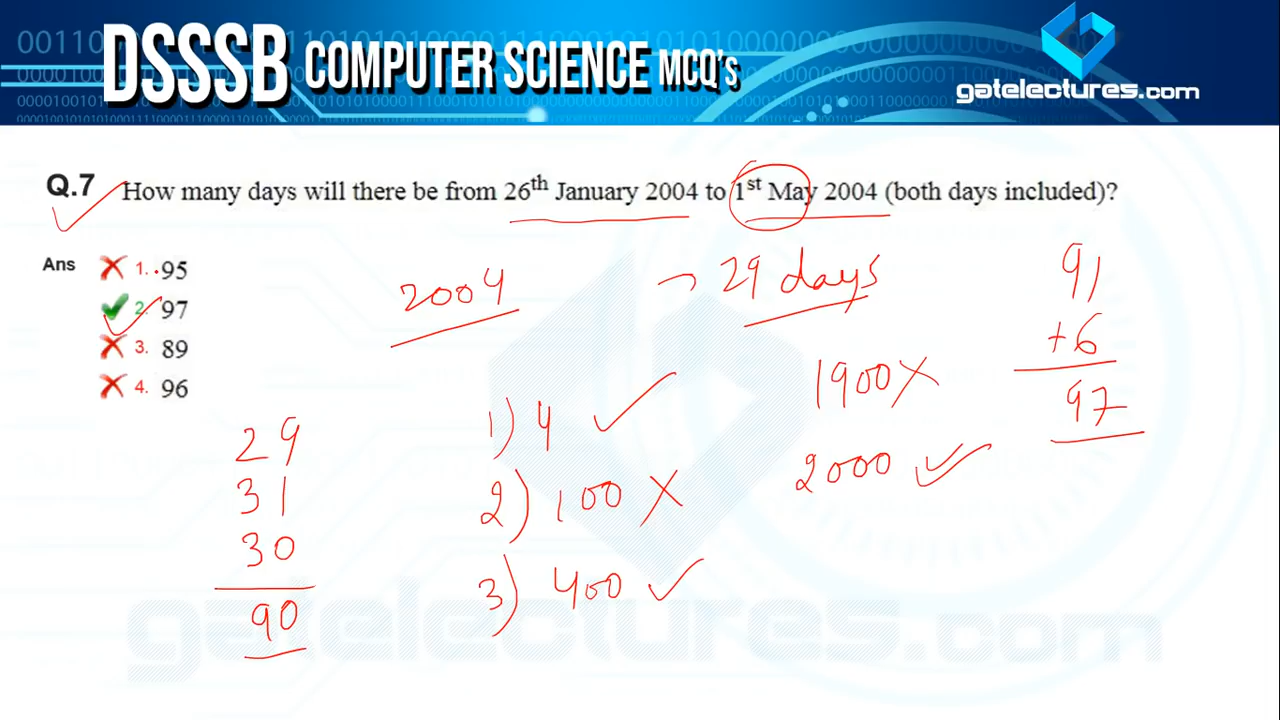 DSSSB COMPUTER SCIENCE MCQ's
gatelectures.com
Q.7 How many days will there be from 26th January 2004 to 1st May 2004 (both days included)?
Ans 1. 95
2. 97
3. 89
4. 96
2004
29 days
91
+6
97
1900 X
2000 ✓
1) 4 ✓
2) 100 X
3) 400 ✓
29
31
30
90
gatelectures.com